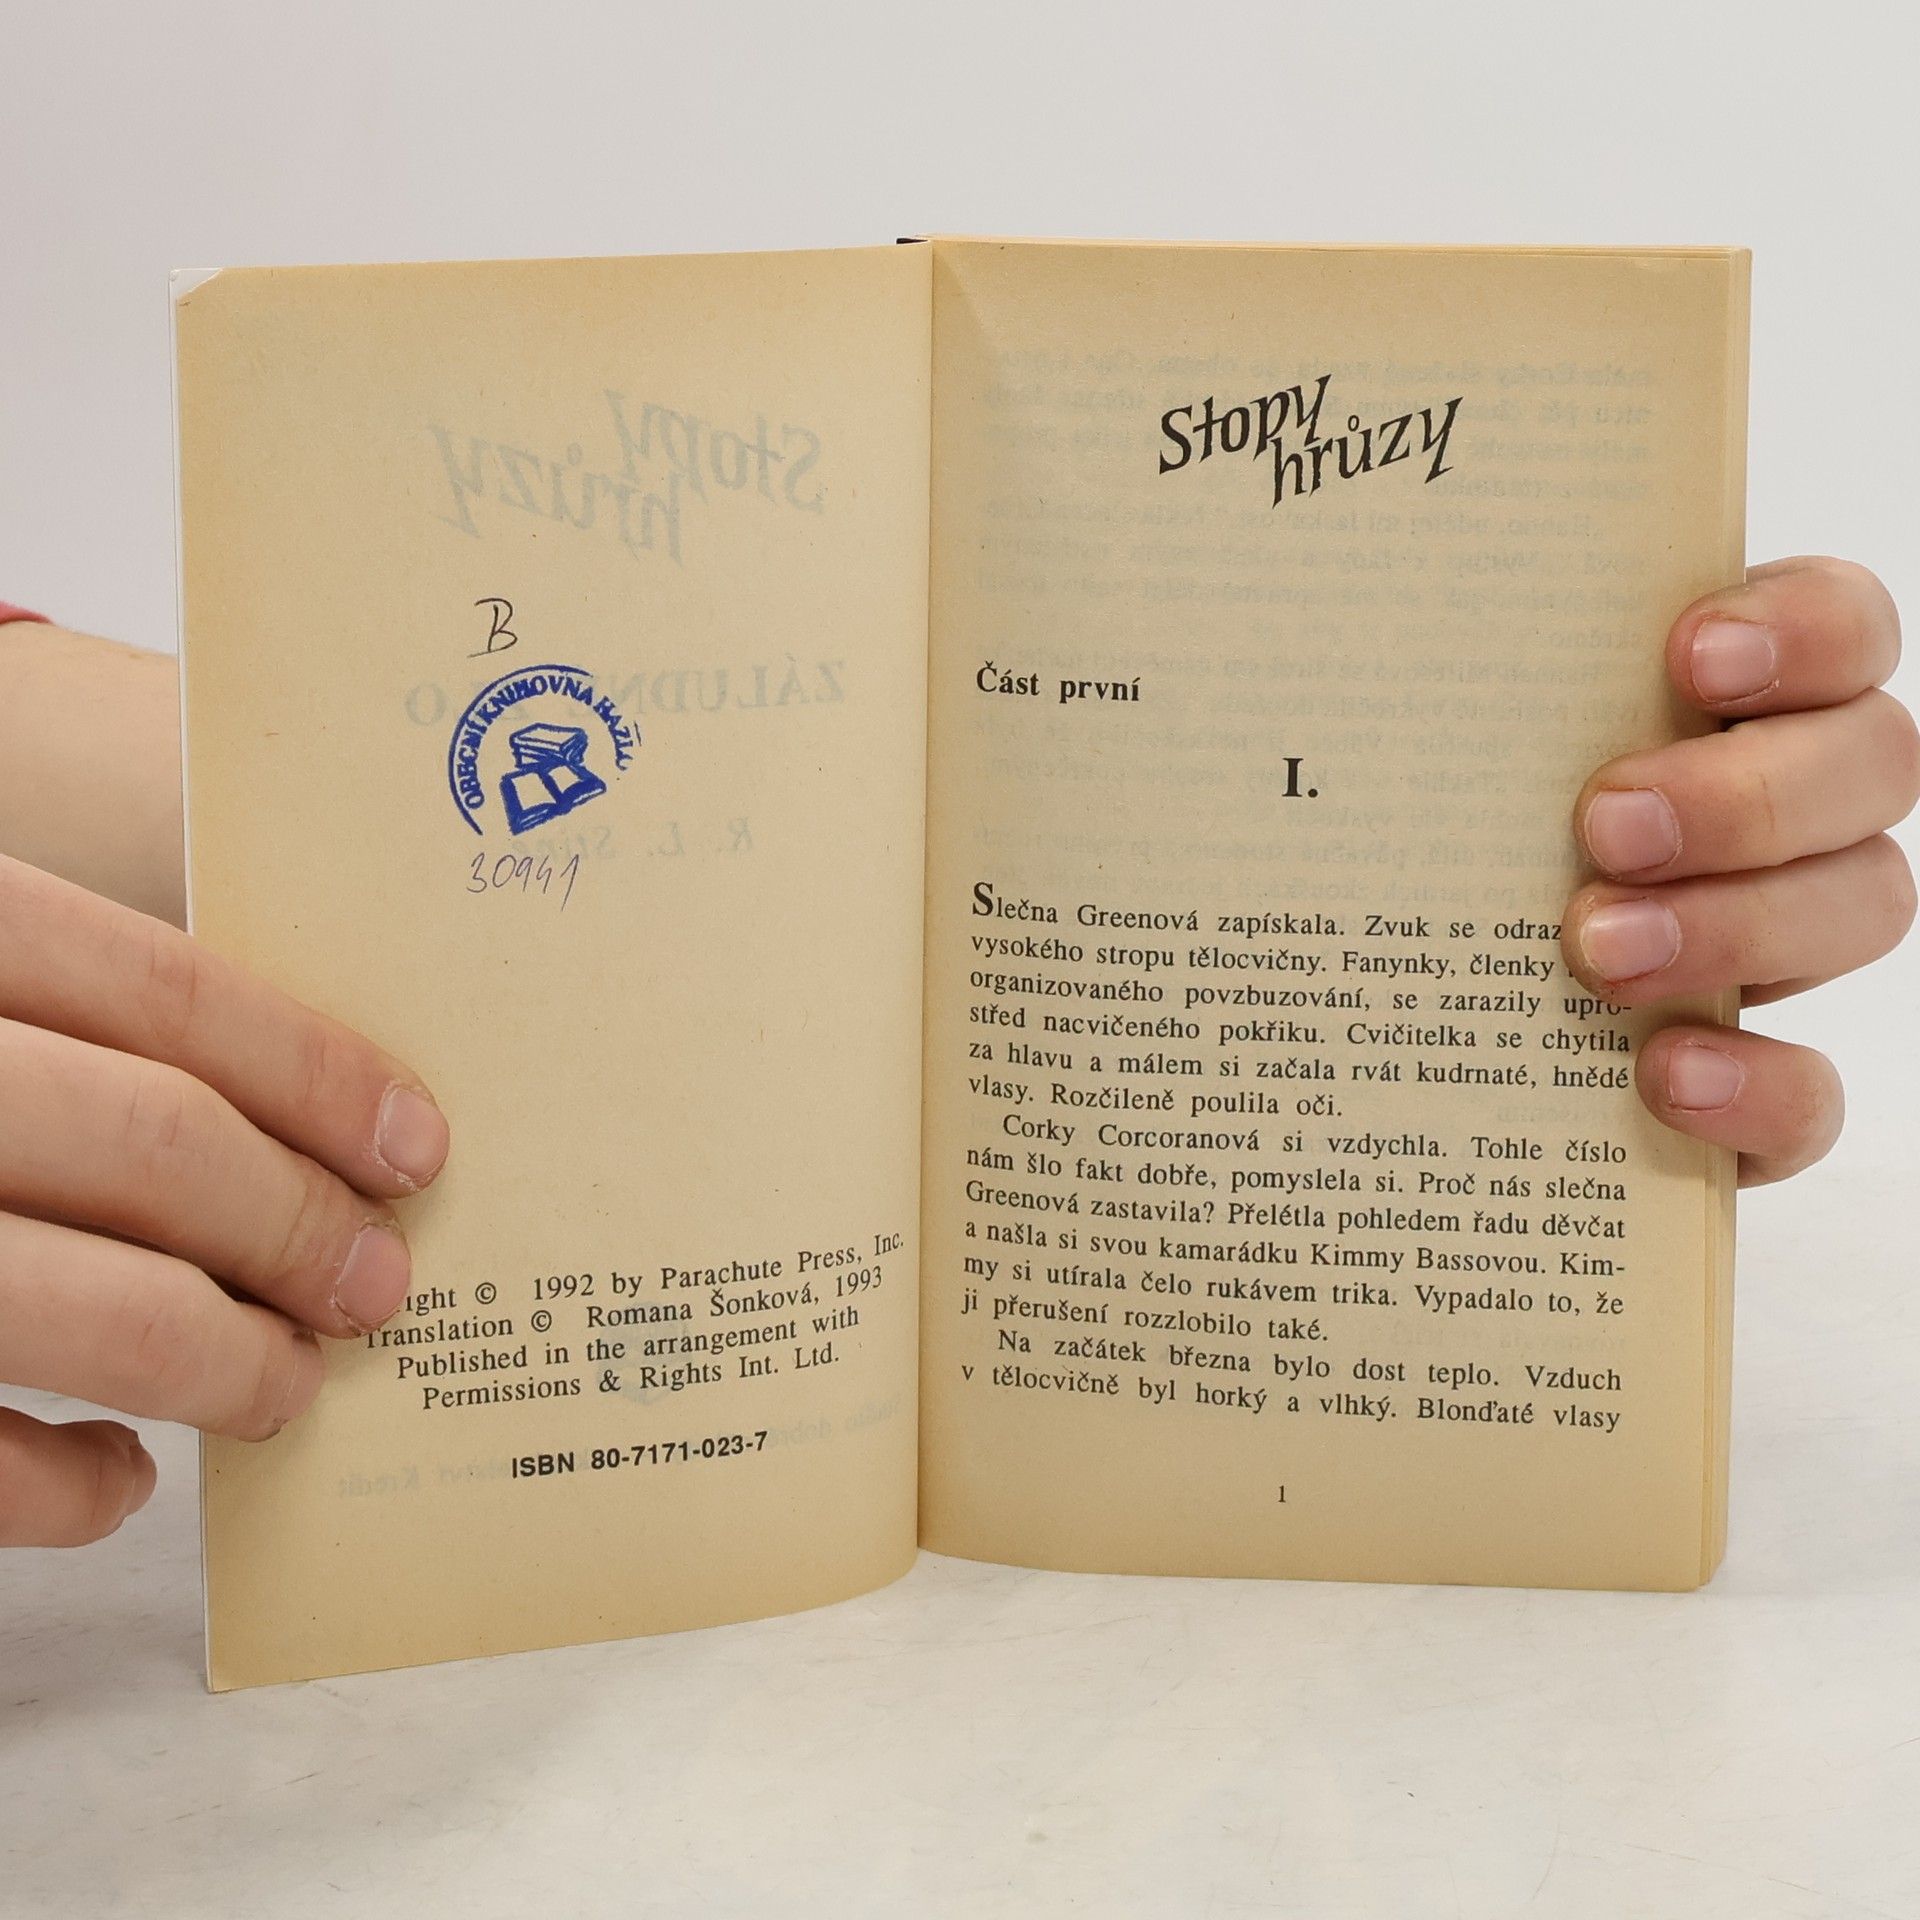 B
OBECNÍ KNIHOVNA HAŽLA
30941
ight © 1992 by Parachute Press, Inc.
Translation © Romana Šonková, 1993
Published in the arrangement with
Permissions & Rights Int. Ltd.
ISBN 80-7171-023-7
Stopy
hrůzy
Část první
I.
Slečna Greenová zapískala. Zvuk se odraz
vysokého stropu tělocvičny. Fanynky, členky
organizovaného povzbuzování, se zarazily upro-
střed nacvičeného pokřiku. Cvičitelka se chytila
za hlavu a málem si začala rvát kudrnaté, hnědé
vlasy. Rozčileně poulila oči.
Corky Corcoranová si vzdychla. Tohle číslo
nám šlo fakt dobře, pomyslela si. Proč nás slečna
Greenová zastavila? Přelétla pohledem řadu děvčat
a našla si svou kamarádku Kimmy Bassovou. Kim-
my si utírala čelo rukávem trika. Vypadalo to, že
ji přerušení rozzlobilo také.
Na začátek března bylo dost teplo. Vzduch
v tělocvičně byl horký a vlhký. Blonďaté vlasy
1